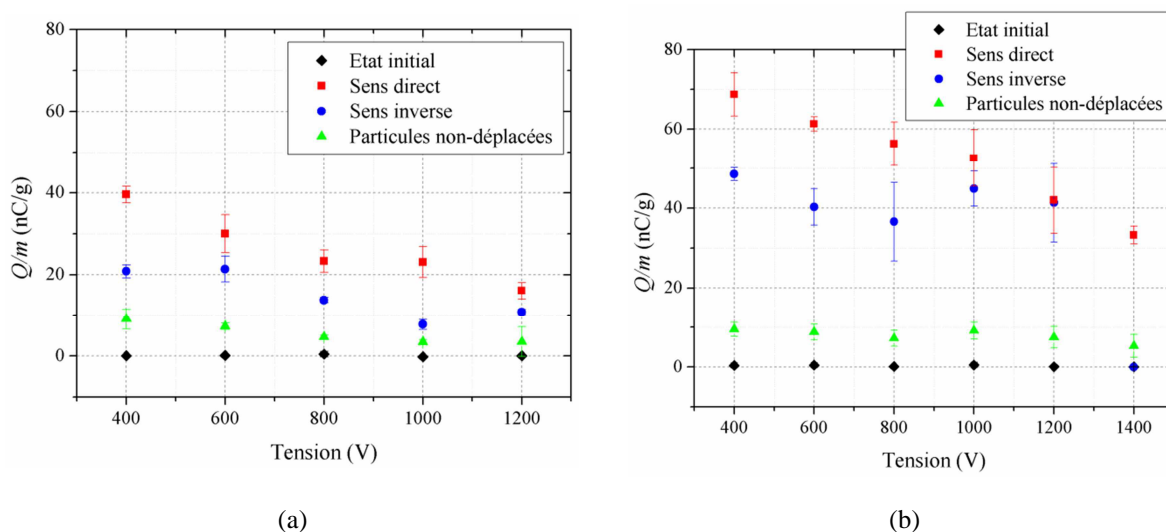 (a)
80
60
40
20
0
Q/m (nC/g)
400 600 800 1000 1200
Tension (V)
Etat initial
Sens direct
Sens inverse
Particules non-déplacées
(b)
80
60
40
20
0
Q/m (nC/g)
400 600 800 1000 1200 1400
Tension (V)
Etat initial
Sens direct
Sens inverse
Particules non-déplacées
(a) (b)